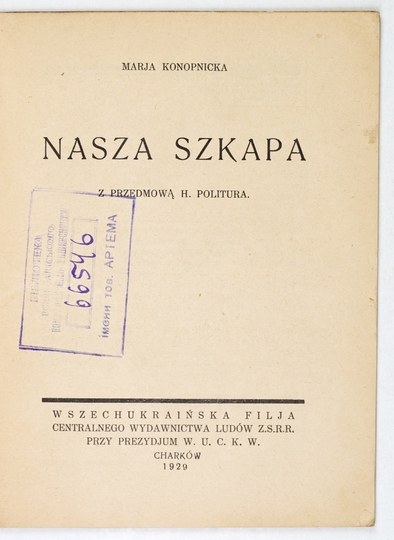 MARJA KONOPNICKA
NASZA SZKAPA
Z PRZEDMOWĄ H. POLITURA.
66546
імени тов. АРТЕМА
WSZECHUKRAIŃSKA FILJA
CENTRALNEGO WYDAWNICTWA LUDÓW Z.S.R.R.
PRZY PREZYDJUM W. U. C. K. W.
CHARKÓW
1929